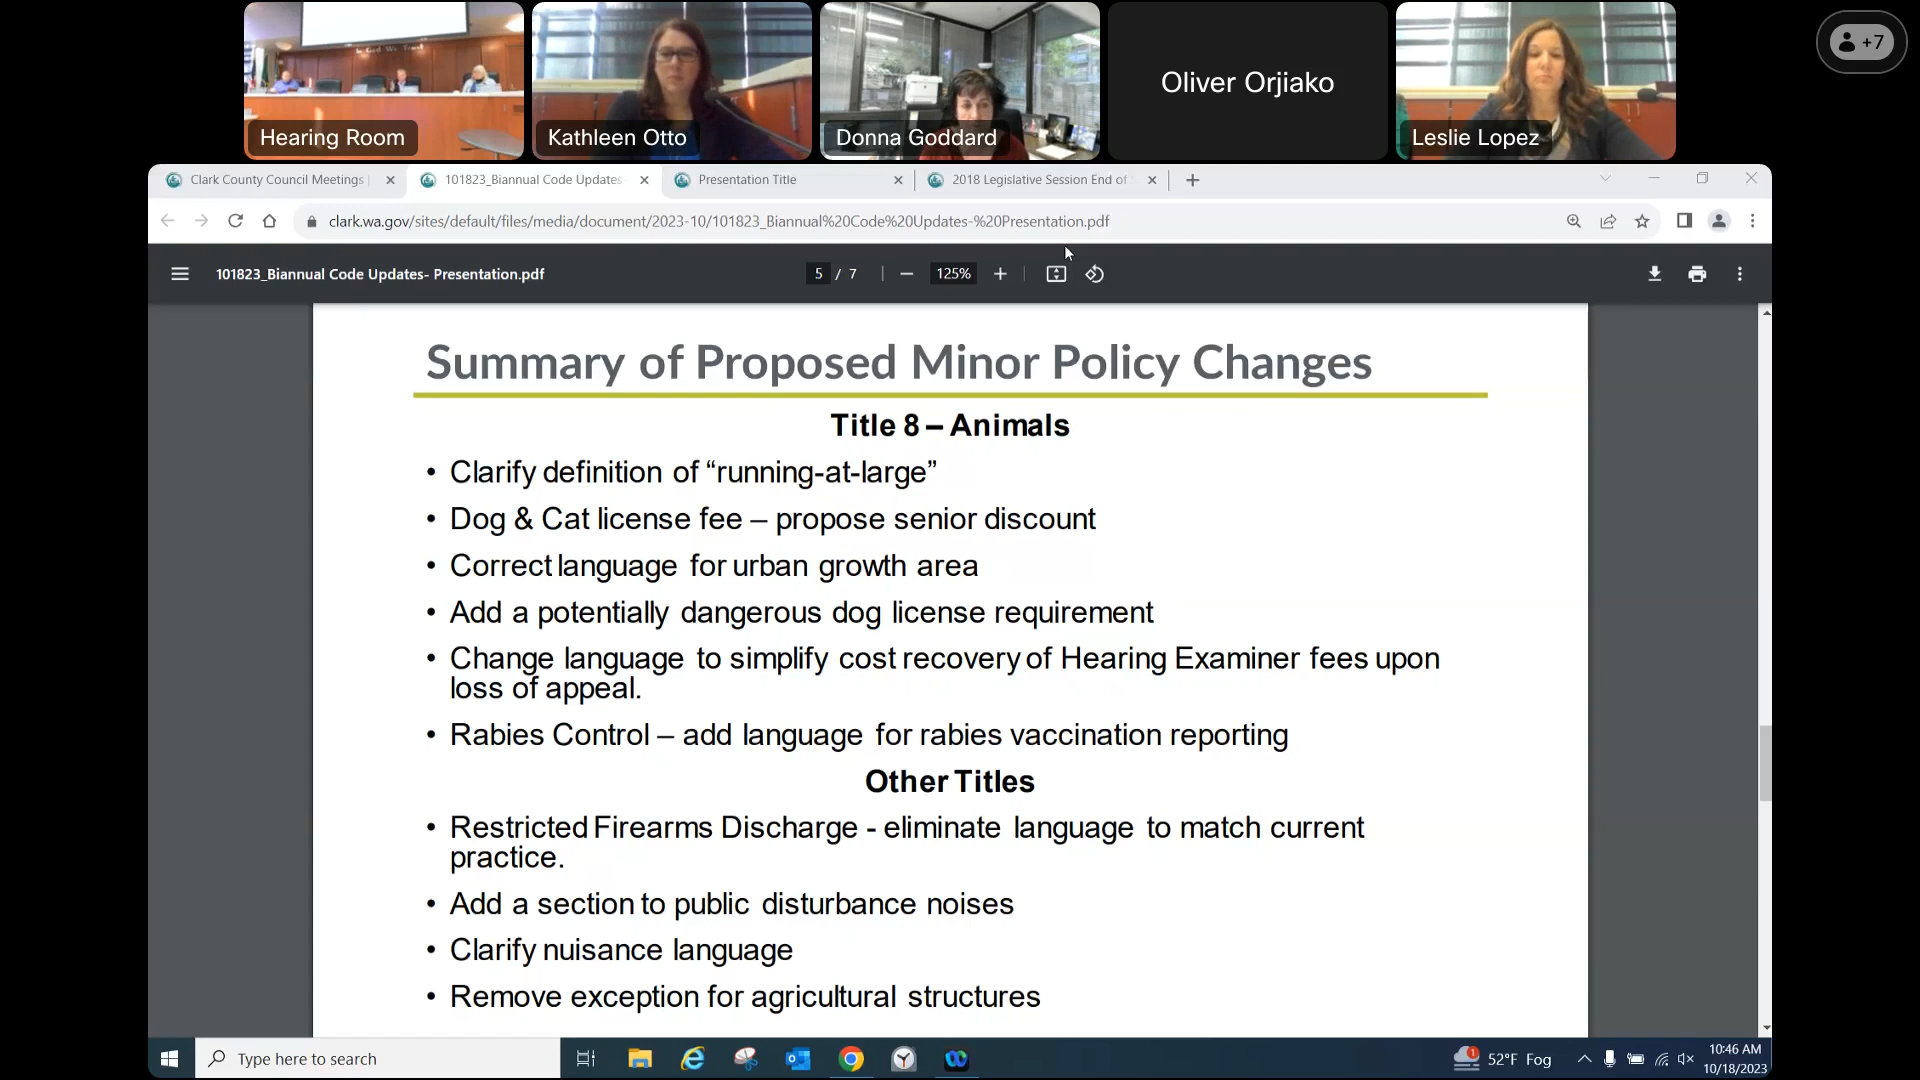 In God We Trust
Hearing Room
Kathleen Otto
Donna Goddard
Oliver Orjiako
Leslie Lopez
+7
Clark County Council Meetings
101823_Biannual Code Updates
Presentation Title
2018 Legislative Session End of
clark.wa.gov/sites/default/files/media/document/2023-10/101823_Biannual%20Code%20Updates-%20Presentation.pdf
101823_Biannual Code Updates- Presentation.pdf
5 / 7
125%
Summary of Proposed Minor Policy Changes
Title 8 – Animals
• Clarify definition of “running-at-large”
• Dog & Cat license fee – propose senior discount
• Correct language for urban growth area
• Add a potentially dangerous dog license requirement
• Change language to simplify cost recovery of Hearing Examiner fees upon
loss of appeal.
• Rabies Control – add language for rabies vaccination reporting
Other Titles
• Restricted Firearms Discharge - eliminate language to match current
practice.
• Add a section to public disturbance noises
• Clarify nuisance language
• Remove exception for agricultural structures
Type here to search
1
52°F Fog
10:46 AM
10/18/2023